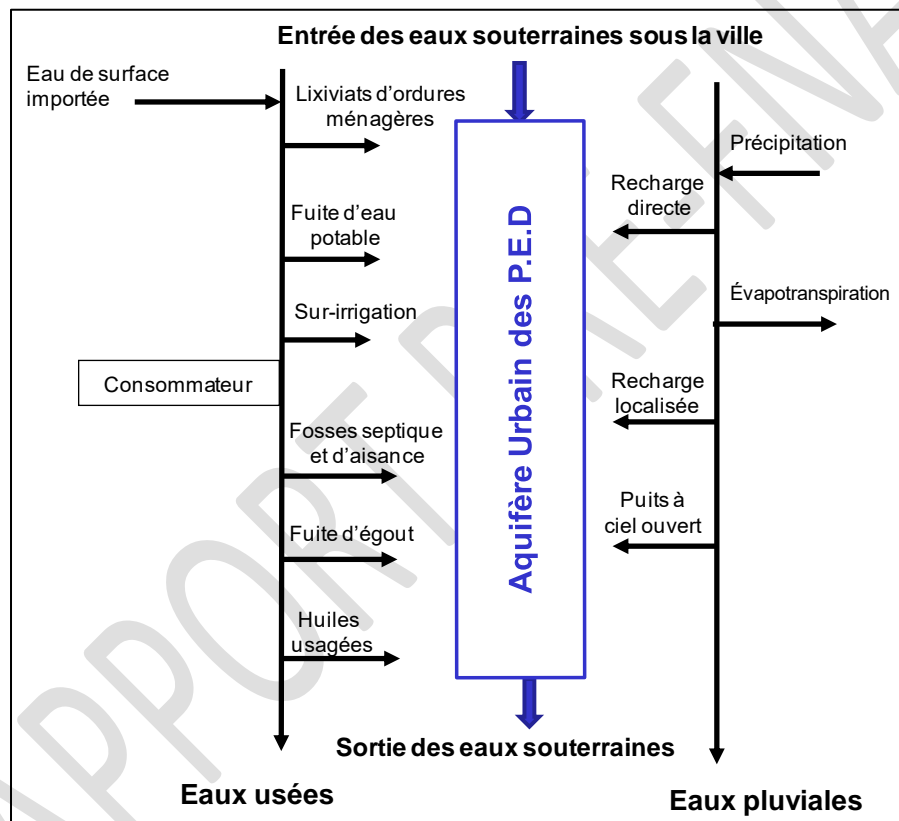 Entrée des eaux souterraines sous la ville
Eau de surface
importée
Lixiviats d'ordures
ménagères
Fuite d'eau
potable
Sur-irrigation
Consommateur
Fosses septique
et d'aisance
Fuite d'égout
Huiles
usagées
Eaux usées
Aquifère Urbain des P.E.D
Sortie des eaux souterraines
Précipitation
Recharge
directe
Évapotranspiration
Recharge
localisée
Puits à
ciel ouvert
Eaux pluviales